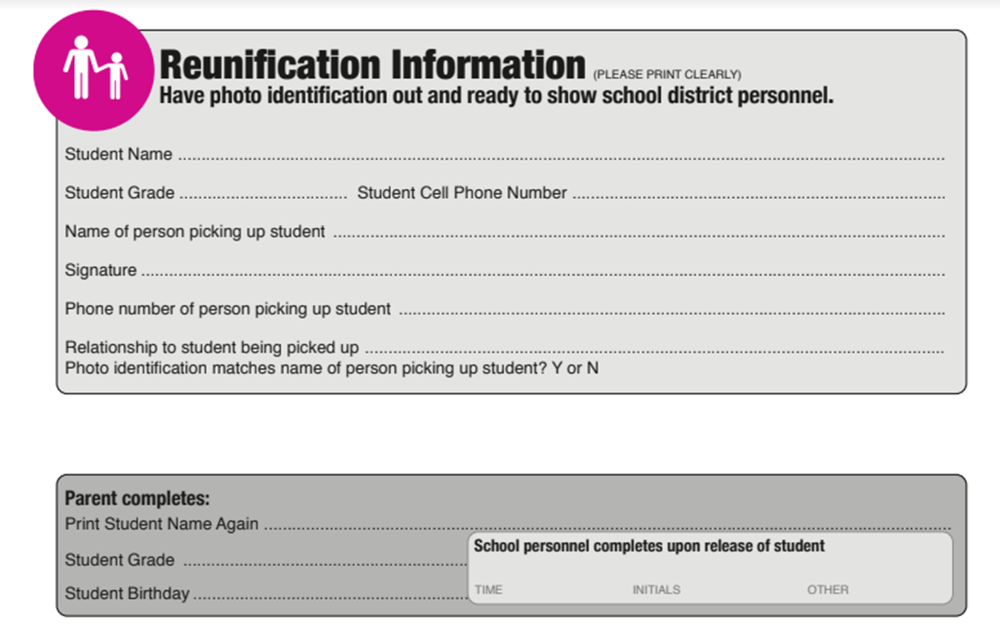 Reunification Information (PLEASE PRINT CLEARLY)
Have photo identification out and ready to show school district personnel.
Student Name
Student Grade Student Cell Phone Number
Name of person picking up student
Signature
Phone number of person picking up student
Relationship to student being picked up
Photo identification matches name of person picking up student? Y or N
Parent completes:
Print Student Name Again
School personnel completes upon release of student
Student Grade
Student Birthday
TIME INITIALS OTHER